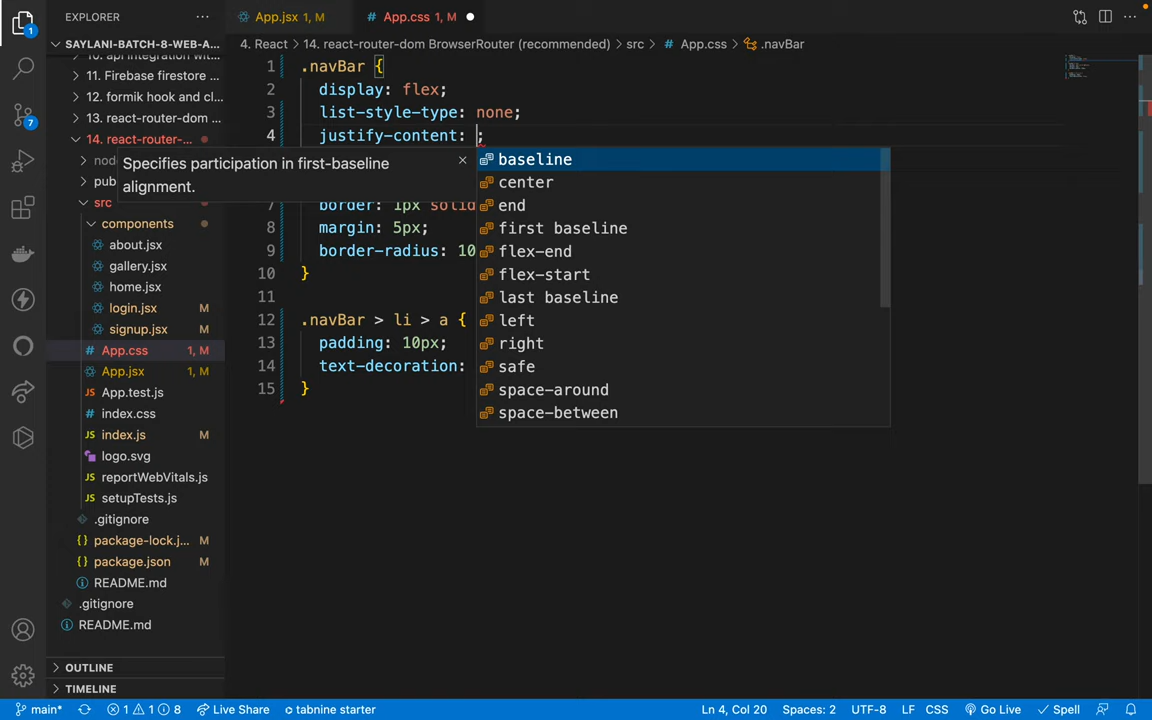 EXPLORER
SAYLANI-BATCH-8-WEB-A...
11. Firebase firestore ...
12. formik hook and cl...
13. react-router-dom ...
14. react-router-...
src
components
about.jsx
gallery.jsx
home.jsx
login.jsx M
signup.jsx M
App.css 1, M
App.jsx 1, M
App.test.js
index.css
index.js M
logo.svg
reportWebVitals.js
setupTests.js
.gitignore
package-lock.j... M
package.json M
README.md
.gitignore
README.md
OUTLINE
TIMELINE
1
7
App.jsx 1, M
# App.css 1, M
4. React > 14. react-router-dom BrowserRouter (recommended) > src > # App.css > .navBar
1 .navBar {
2 display: flex;
3 list-style-type: none;
4 justify-content: ;
Specifies participation in first-baseline
alignment.
baseline
center
end
first baseline
flex-end
flex-start
last baseline
left
right
safe
space-around
space-between
7 border: 1px solid
8 margin: 5px;
9 border-radius: 10
10 }
11
12 .navBar > li > a {
13 padding: 10px;
14 text-decoration:
15 }
main* 1 1 8 Live Share tabnine starter Ln 4, Col 20 Spaces: 2 UTF-8 LF CSS Go Live Spell